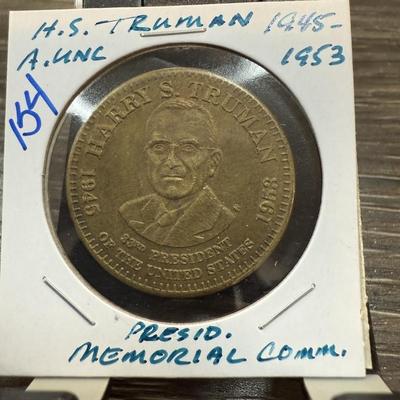 H.S. TRUMAN 1945-
A.UNC 1953
154
HARRY S. TRUMAN
1945 1953
33RD PRESIDENT
OF THE UNITED STATES
PRESID.
MEMORIAL COMM.